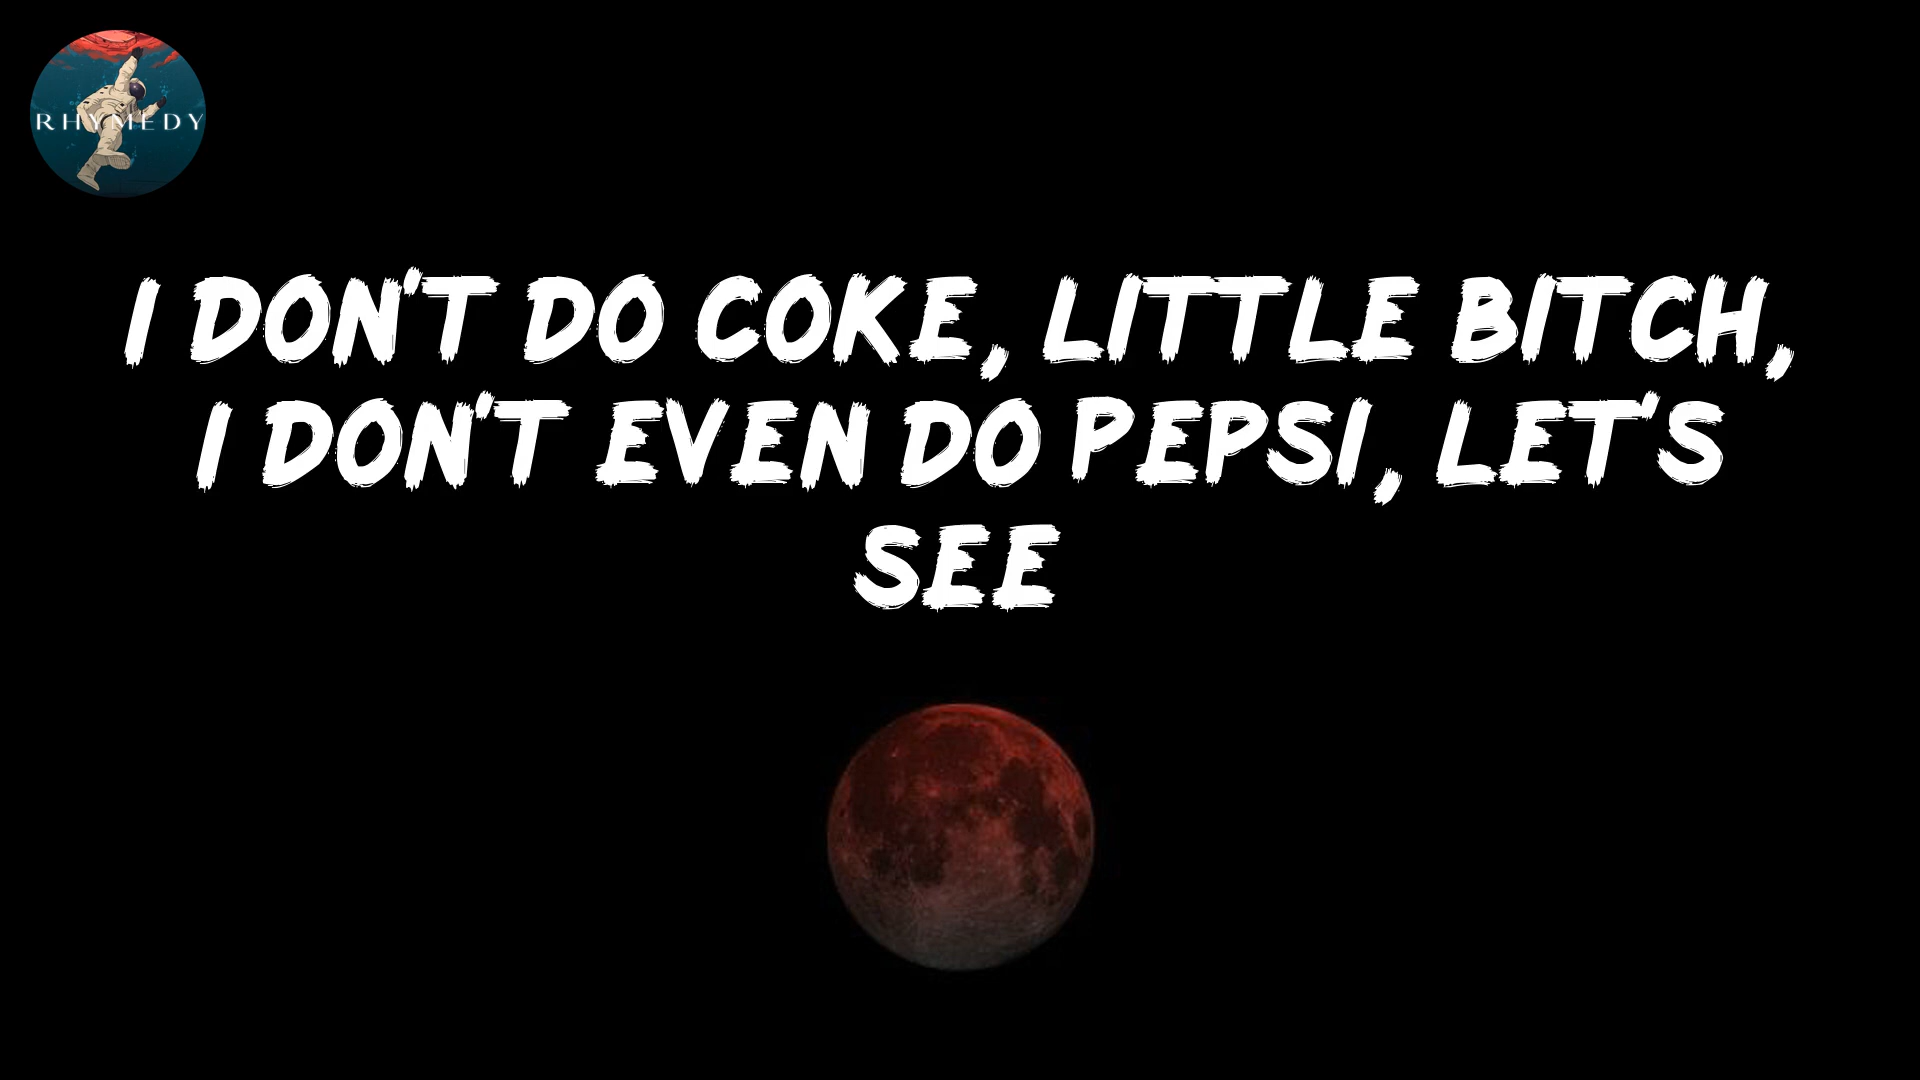 RHYMEDY
I DON'T DO COKE, LITTLE BITCH,
I DON'T EVEN DO PEPSI, LET'S
SEE